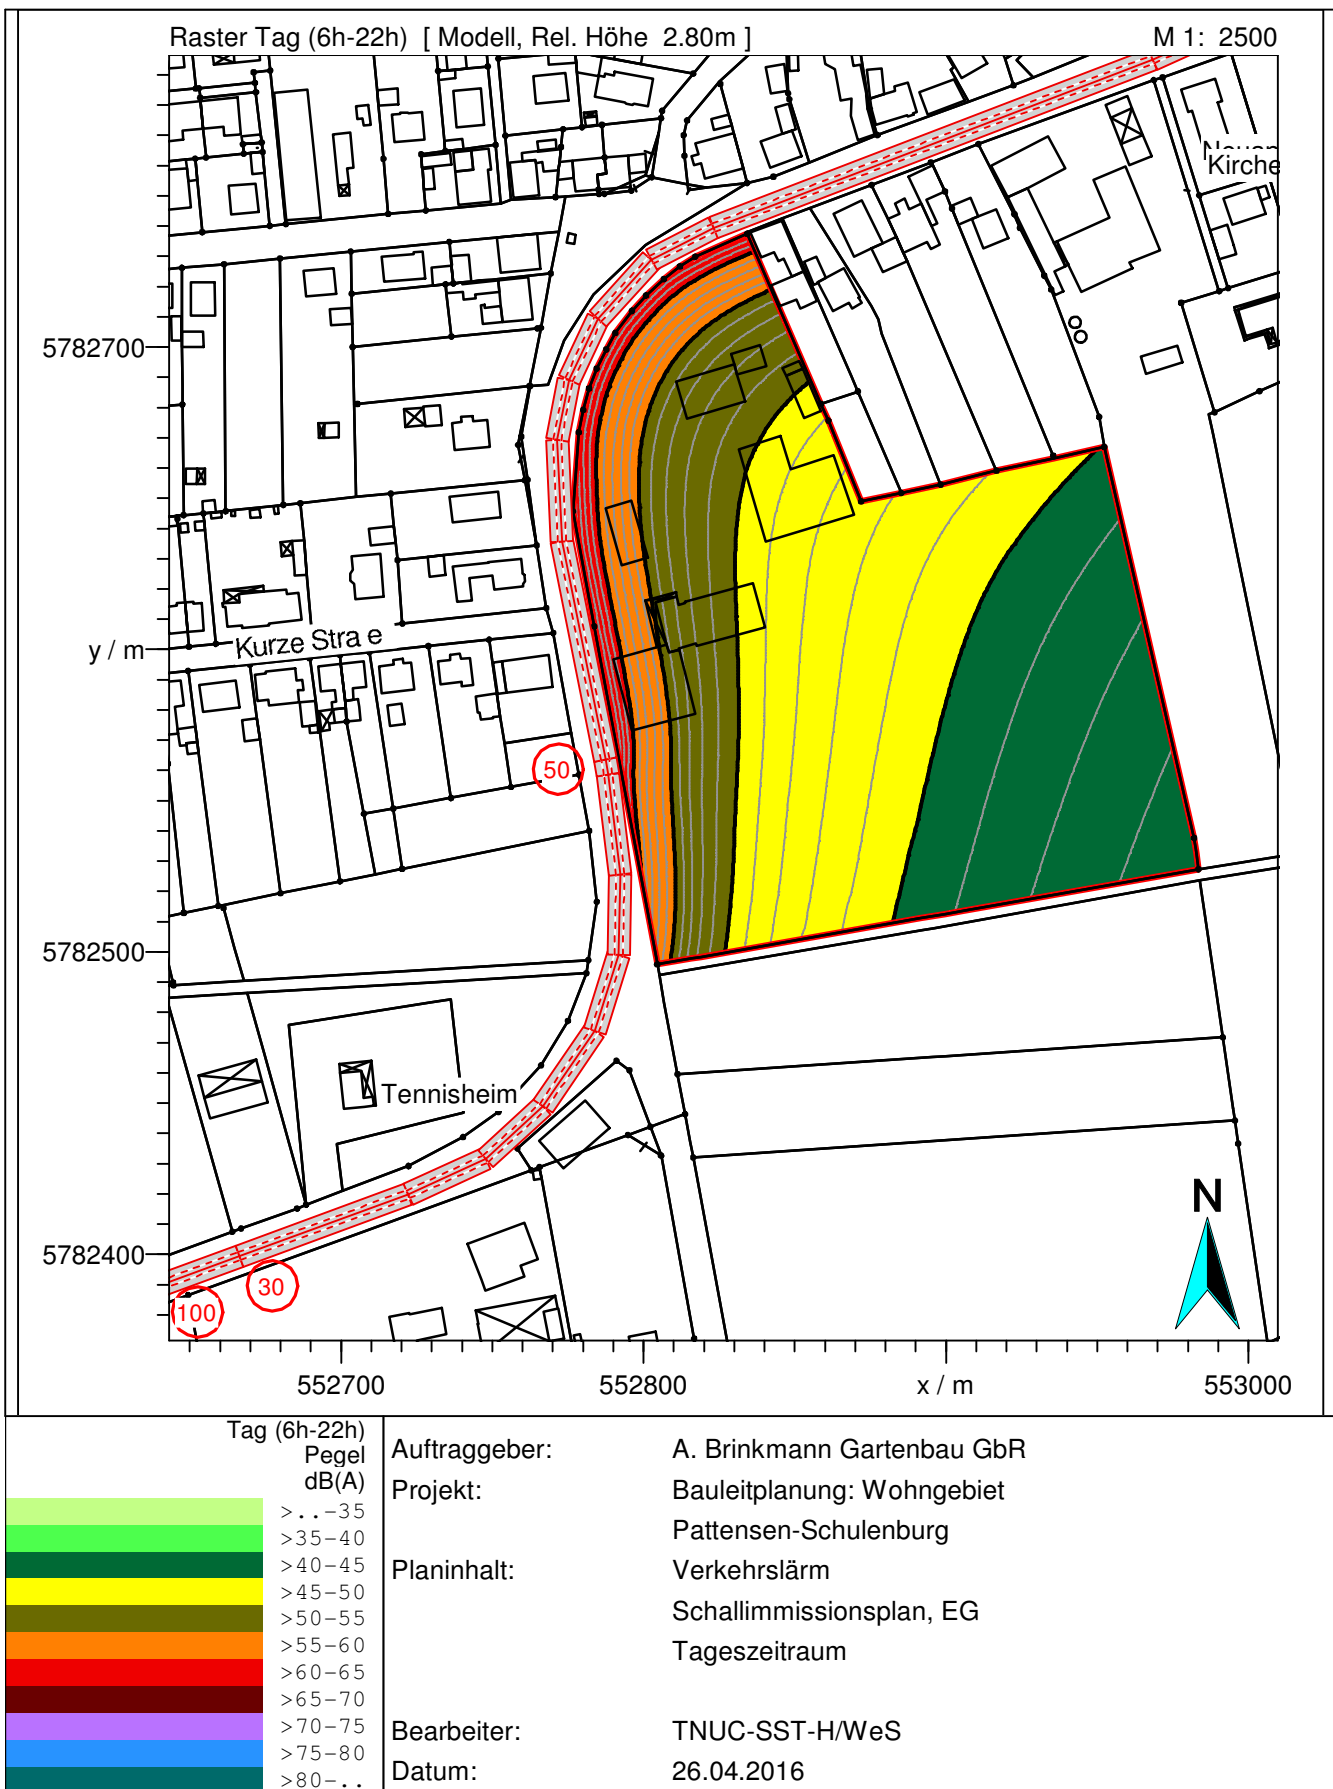 Raster Tag (6h-22h) [ Modell, Rel. Höhe 2.80m ] M 1: 2500
Kirche
5782700
Kurze Stra e
y / m
50
5782500
Tennisheim
N
5782400
30
100
552700 552800 x / m 553000
Tag (6h-22h)
Pegel
dB(A)
>..-35
>35-40
>40-45
>45-50
>50-55
>55-60
>60-65
>65-70
>70-75
>75-80
>80-..
Auftraggeber: A. Brinkmann Gartenbau GbR
Projekt: Bauleitplanung: Wohngebiet
Pattensen-Schulenburg
Planinhalt: Verkehrslärm
Schallimmissionsplan, EG
Tageszeitraum
Bearbeiter: TNUC-SST-H/WeS
Datum: 26.04.2016